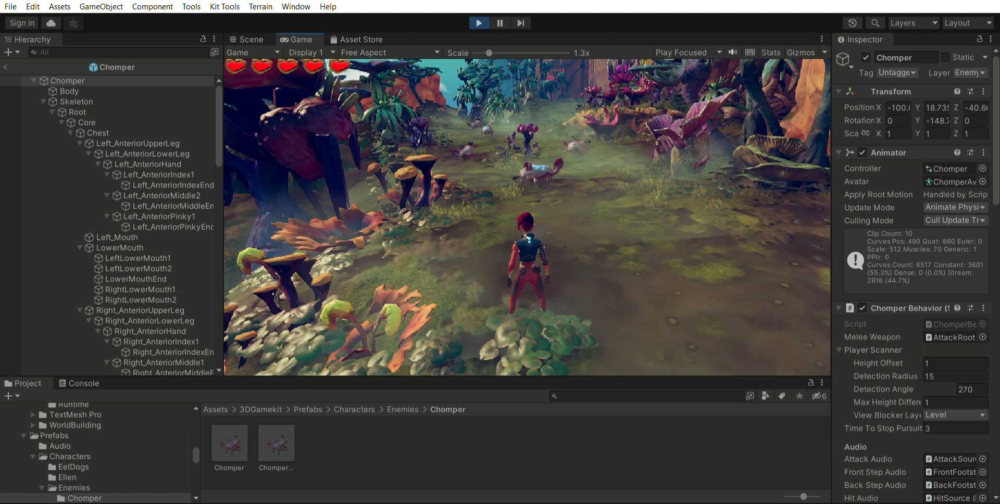 File Edit Assets GameObject Component Tools Kit Tools Terrain Window Help
Sign in
Layers
Layout
Hierarchy
Scene
Game
Asset Store
Inspector
All
Game
Display 1
Free Aspect
Scale
1.3x
Play Focused
Stats
Gizmos
Chomper
Chomper
Body
Skeleton
Root
Core
Chest
Left_AnteriorUpperLeg
Left_AnteriorLowerLeg
Left_AnteriorHand
Left_AnteriorIndex1
Left_AnteriorIndexEnd
Left_AnteriorMiddle2
Left_AnteriorMiddleEn
Left_AnteriorPinky1
Left_AnteriorPinkyEnd
Left_Mouth
LowerMouth
LeftLowerMouth1
LeftLowerMouth2
LowerMouthEnd
RightLowerMouth1
RightLowerMouth2
Right_AnteriorUpperLeg
Right_AnteriorLowerLeg
Right_AnteriorHand
Right_AnteriorIndex1
Right_AnteriorIndexEn
Right_AnteriorMiddle1
Right_AnteriorMiddleE
Chomper
Static
Tag Untagge
Layer Enemy
Transform
Position X -100.0 Y 18.735 Z -40.66
Rotation X 0 Y -148.7 Z 0
Sca X 1 Y 1 Z 1
Animator
Controller Chomper
Avatar ChomperAv
Apply Root Motion Handled by Scrip
Update Mode Animate Physi
Culling Mode Cull Update Tr
Clip Count: 10
Curves Pos: 490 Quat: 860 Euler: 0
Scale: 512 Muscles: 70 Generic: 1
PPtr: 0
Curves Count: 6517 Constant: 3601
(55.3%) Dense: 0 (0.0%) Stream:
2916 (44.7%)
Chomper Behavior (S
Script ChomperBe
Melee Weapon AttackRoot
Player Scanner
Height Offset 1
Detection Radius 15
Detection Angle 270
Max Height Differe 1
View Blocker Laye Level
Time To Stop Pursuit 3
Audio
Attack Audio AttackSour
Front Step Audio FrontFootst
Back Step Audio BackFootst
Hit Audio HitSource (
Project
Console
6
Runtime
TextMesh Pro
WorldBuilding
Prefabs
Audio
Characters
EelDogs
Ellen
Enemies
Chomper
Assets > 3DGamekit > Prefabs > Characters > Enemies > Chomper
Chomper
Chomper...